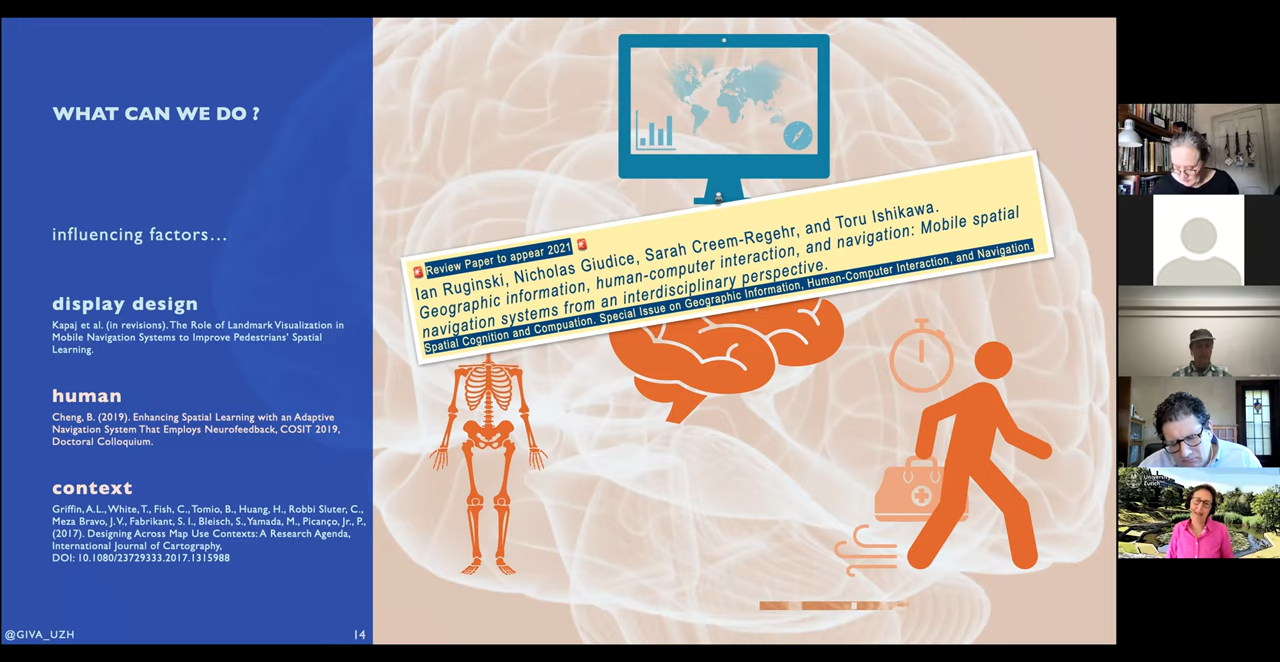 WHAT CAN WE DO ?
influencing factors...
display design
Kapaj et al. (in revisions). The Role of Landmark Visualization in
Mobile Navigation Systems to Improve Pedestrians' Spatial
Learning.
human
Cheng, B. (2019). Enhancing Spatial Learning with an Adaptive
Navigation System That Employs Neurofeedback, COSIT 2019,
Doctoral Colloquium.
context
Griffin, A.L., White, T., Fish, C., Tomio, B., Huang, H., Robbi Sluter, C.,
Meza Bravo, J. V., Fabrikant, S. I., Bleisch, S., Yamada, M., Picanço, Jr., P.,
(2017). Designing Across Map Use Contexts: A Research Agenda,
International Journal of Cartography,
DOI: 10.1080/23729333.2017.1315988
@GIVA_UZH
14
Review Paper to appear 2021
Ian Ruginski, Nicholas Giudice, Sarah Creem-Regehr, and Toru Ishikawa.
Geographic information, human-computer interaction, and navigation: Mobile spatial
navigation systems from an interdisciplinary perspective.
Spatial Cognition and Compuation. Special Issue on Geographic Information, Human-Computer Interaction, and Navigation.
University
Zurich